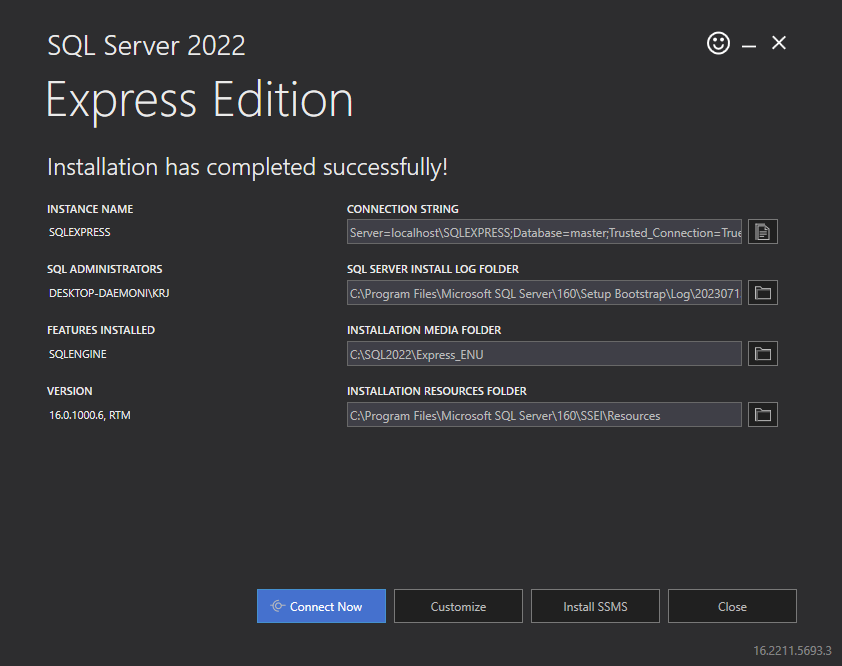 SQL Server 2022
Express Edition
Installation has completed successfully!
INSTANCE NAME
SQLEXPRESS
CONNECTION STRING
Server=localhost\SQLEXPRESS;Database=master;Trusted_Connection=True
SQL ADMINISTRATORS
DESKTOP-DAEMONI\KRJ
SQL SERVER INSTALL LOG FOLDER
C:\Program Files\Microsoft SQL Server\160\Setup Bootstrap\Log\2023071
FEATURES INSTALLED
SQLENGINE
INSTALLATION MEDIA FOLDER
C:\SQL2022\Express_ENU
VERSION
16.0.1000.6, RTM
INSTALLATION RESOURCES FOLDER
C:\Program Files\Microsoft SQL Server\160\SSEI\Resources
Connect Now
Customize
Install SSMS
Close
16.2211.5693.3